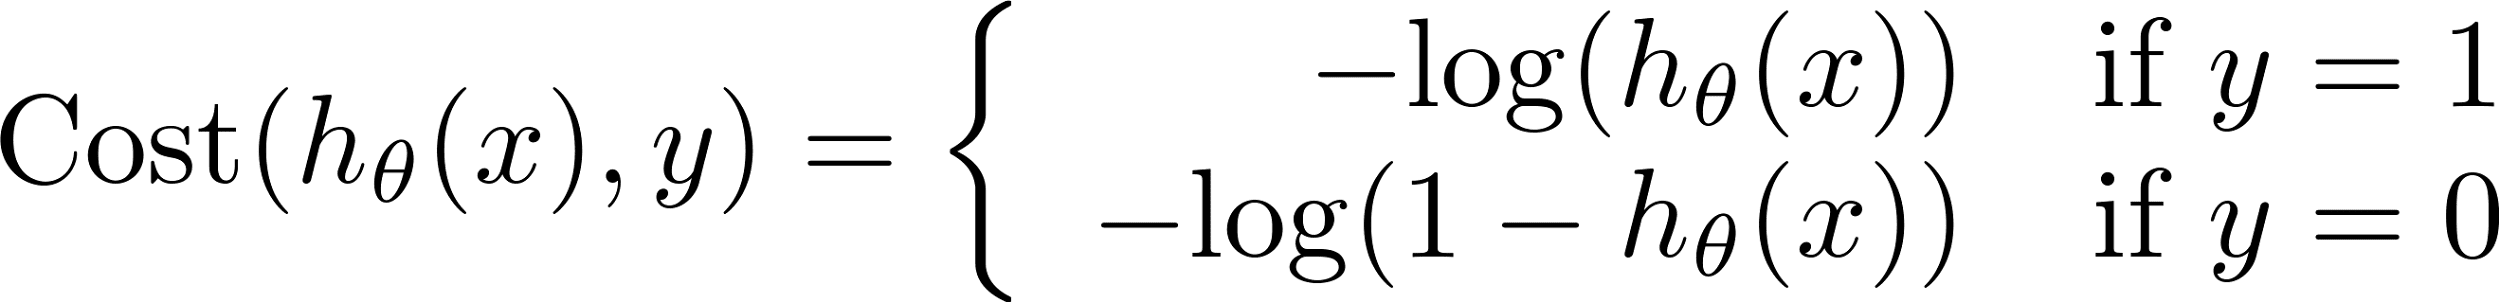 Cost(hθ(x), y) = {
−log(hθ(x)) if y = 1
−log(1 − hθ(x)) if y = 0